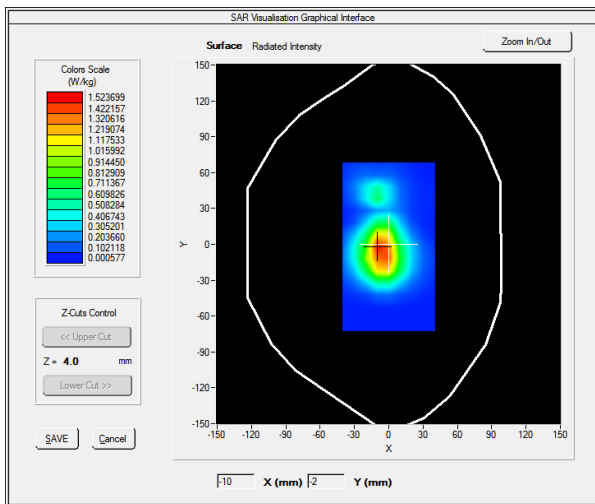 SAR Visualisation Graphical Interface
Surface Radiated Intensity
Zoom In/Out
Colors Scale
(W/kg)
1.523699
1.422157
1.320616
1.219074
1.117533
1.015992
0.914450
0.812909
0.711367
0.609826
0.508284
0.406743
0.305201
0.203660
0.102118
0.000577
150
120
90
60
30
0
-30
-60
-90
-120
-150
Y
-150 -120 -90 -60 -30 0 30 60 90 120 150
X
Z-Cuts Control
<< Upper Cut
Z = 4.0 mm
Lower Cut >>
SAVE Cancel
-10 X (mm) -2 Y (mm)